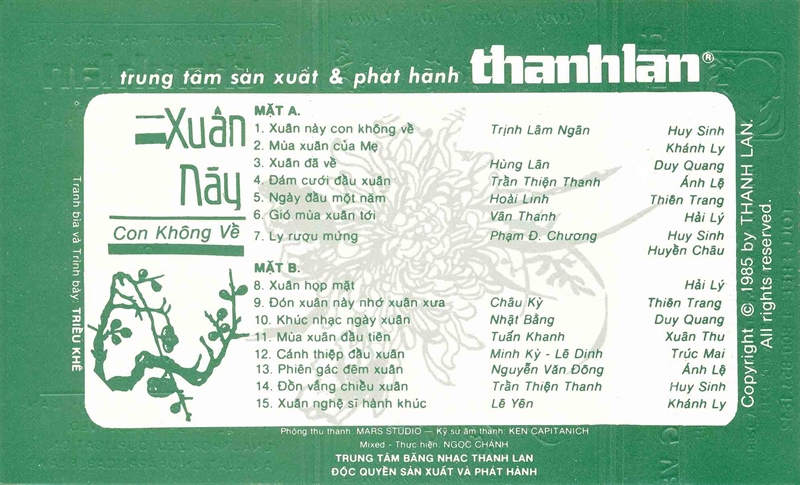 trung tâm sản xuất & phát hành thanhlan®
Xuân
Này
Con Không Về
MẶT A.
1. Xuân này con không về Trịnh Lâm Ngân Huy Sinh
2. Mùa xuân của Mẹ Khánh Ly
3. Xuân đã về Hùng Lân Duy Quang
4. Đám cưới đầu xuân Trần Thiện Thanh Ánh Lệ
5. Ngày đầu một năm Hoài Linh Thiên Trang
6. Gió mùa xuân tới Văn Thanh Hải Lý
7. Ly rượu mừng Phạm Đ. Chương Huy Sinh
Huyền Châu
MẶT B.
8. Xuân họp mặt Hải Lý
9. Đón xuân này nhớ xuân xưa Châu Kỳ Thiên Trang
10. Khúc nhạc ngày xuân Nhật Bằng Duy Quang
11. Mùa xuân đầu tiên Tuấn Khanh Xuân Thu
12. Cánh thiệp đầu xuân Minh Kỳ - Lê Dinh Trúc Mai
13. Phiên gác đêm xuân Nguyễn Văn Đông Ánh Lệ
14. Đồn vắng chiều xuân Trần Thiện Thanh Huy Sinh
15. Xuân nghệ sĩ hành khúc Lê Yên Khánh Ly
Tranh bìa và Trình bày: TRIỀU KHÊ
Copyright © 1985 by THANH LAN.
All rights reserved.
Phòng thu thanh: MARS STUDIO — Kỹ sư âm thanh: KEN CAPITANICH
Mixed - Thực hiện: NGỌC CHÁNH
TRUNG TÂM BĂNG NHẠC THANH LAN
ĐỘC QUYỀN SẢN XUẤT VÀ PHÁT HÀNH